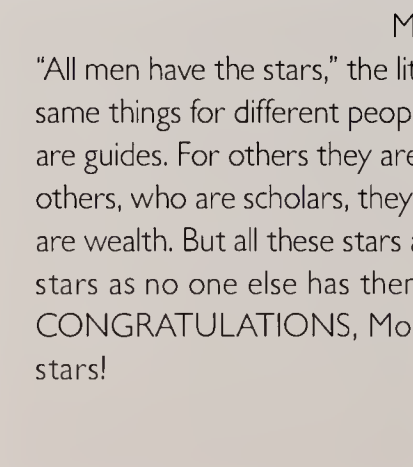 M
"All men have the stars," the lit
same things for different peop
are guides. For others they are
others, who are scholars, they
are wealth. But all these stars a
stars as no one else has ther
CONGRATULATIONS, Mo
stars!